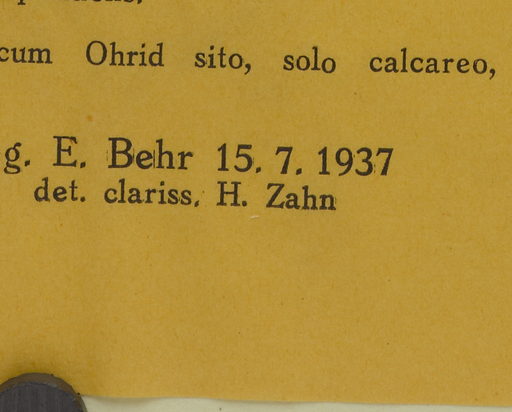 cum Ohrid sito, solo calcareo,
g. E. Behr 15. 7. 1937
det. clariss. H. Zahn